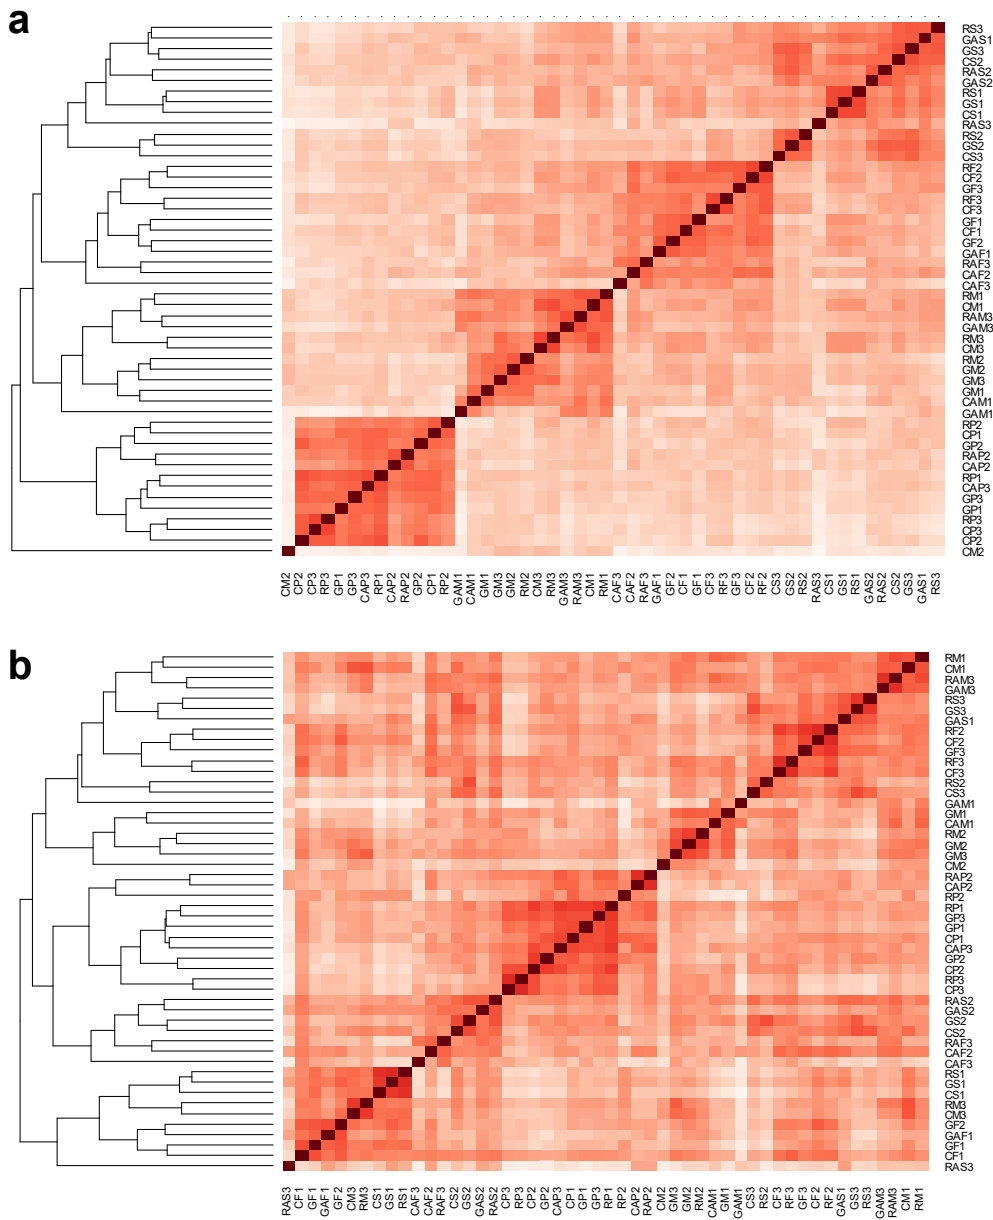 a
RS3
GAS1
GS3
CS2
RAS2
GAS2
RS1
GS1
CS1
RAS3
RS2
GS2
CS3
RF2
CF2
GF3
RF3
CF3
GF1
CF1
GF2
GAF1
RAF3
CAF2
CAF3
RM1
CM1
RAM3
GAM3
RM3
CM3
RM2
GM2
GM3
GM1
CAM1
GAM1
RP2
CP1
GP2
RAP2
CAP2
RP1
CAP3
GP3
GP1
RP3
CP3
CP2
CM2
CM2
CP2
CP3
RP3
GP1
GP3
CAP3
RP1
CAP2
RAP2
GP2
CP1
RP2
GAM1
CAM1
GM1
GM3
GM2
RM2
CM3
RM3
GAM3
RAM3
CM1
RM1
CAF3
CAF2
RAF3
GAF1
GF2
CF1
GF1
CF3
RF3
GF3
CF2
RF2
CS3
GS2
RS2
RAS3
CS1
GS1
RS1
GAS2
RAS2
CS2
GS3
GAS1
RS3
b
RM1
CM1
RAM3
GAM3
RS3
GS3
GAS1
RF2
CF2
GF3
RF3
CF3
RS2
CS3
GAM1
GM1
CAM1
RM2
GM2
GM3
CM2
RAP2
CAP2
RP2
RP1
GP3
GP1
CP1
CAP3
GP2
CP2
RP3
CP3
RAS2
GAS2
GS2
CS2
RAF3
CAF2
CAF3
RS1
GS1
CS1
RM3
CM3
GF2
GAF1
GF1
CF1
RAS3
RAS3
CF1
GF1
GAF1
GF2
CM3
RM3
CS1
GS1
RS1
CAF3
CAF2
RAF3
CS2
GS2
GAS2
RAS2
CP3
RP3
CP2
GP2
CAP3
CP1
GP1
GP3
RP1
RP2
CAP2
RAP2
CM2
GM3
GM2
RM2
CAM1
GM1
GAM1
CS3
RS2
CF3
RF3
GF3
CF2
RF2
GAS1
GS3
RS3
GAM3
RAM3
CM1
RM1